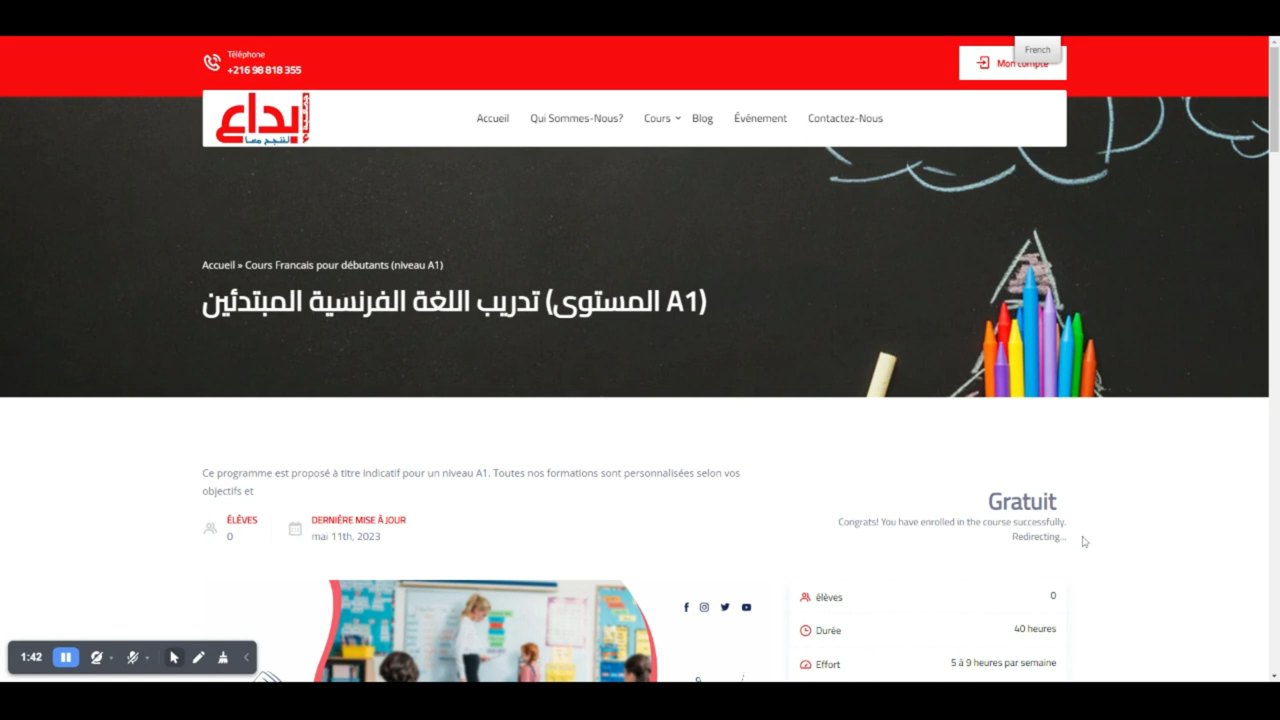 Téléphone
+216 98 818 355
French
Mon compte
إبداع
لننجح معا
Accueil
Qui Sommes-Nous?
Cours
Blog
Événement
Contactez-Nous
Accueil » Cours Francais pour débutants (niveau A1)
تدريب اللغة الفرنسية المبتدئين (المستوى A1)
Ce programme est proposé à titre indicatif pour un niveau A1. Toutes nos formations sont personnalisées selon vos
objectifs et
ÉLÈVES
0
DERNIÈRE MISE À JOUR
mai 11th, 2023
Gratuit
Congrats! You have enrolled in the course successfully.
Redirecting...
élèves
0
Durée
40 heures
Effort
5 à 9 heures par semaine
1:42